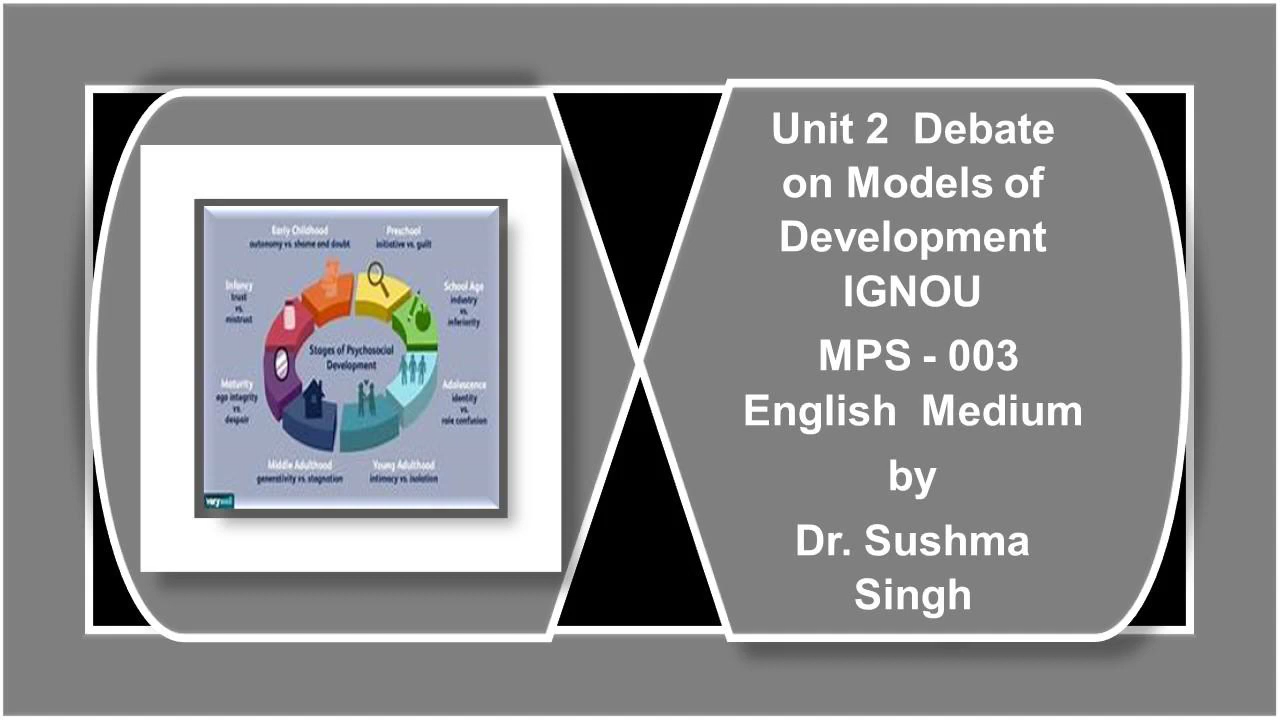 Early Childhood
autonomy vs. shame and doubt
Preschool
initiative vs. guilt
Infancy
trust
vs.
mistrust
School Age
industry
vs.
inferiority
Stages of Psychosocial
Development
Maturity
ego integrity
vs.
despair
Adolescence
identity
vs.
role confusion
Middle Adulthood
generativity vs. stagnation
Young Adulthood
intimacy vs. isolation
verywell
Unit 2 Debate
on Models of
Development
IGNOU
MPS - 003
English Medium
by
Dr. Sushma
Singh